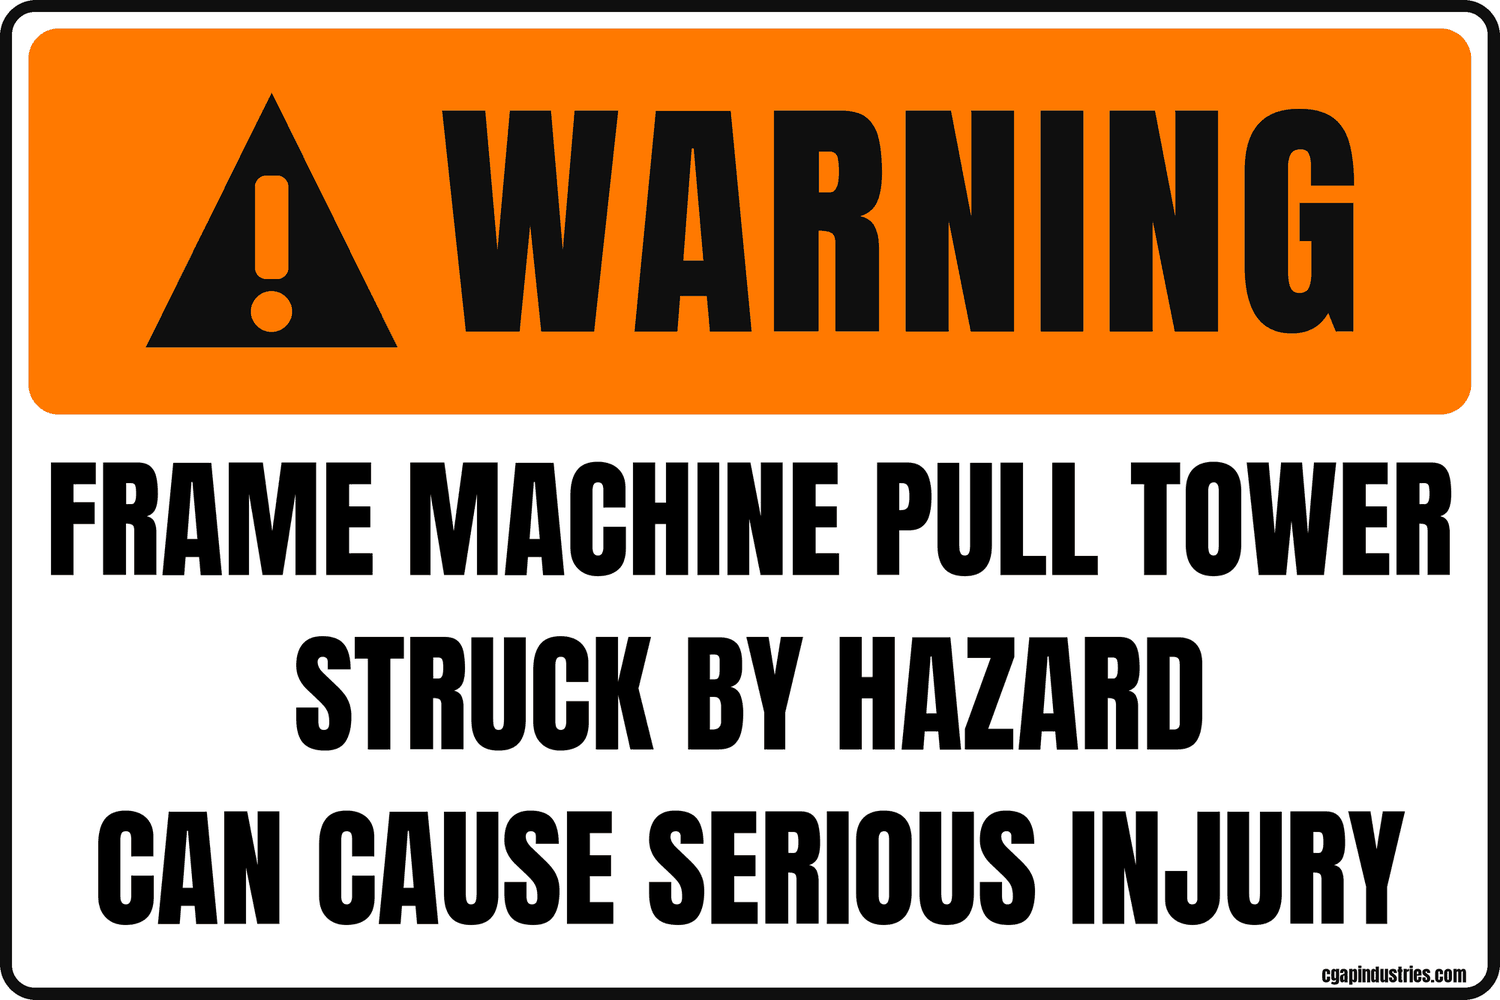 WARNING
FRAME MACHINE PULL TOWER
STRUCK BY HAZARD
CAN CAUSE SERIOUS INJURY
cgapindustries.com